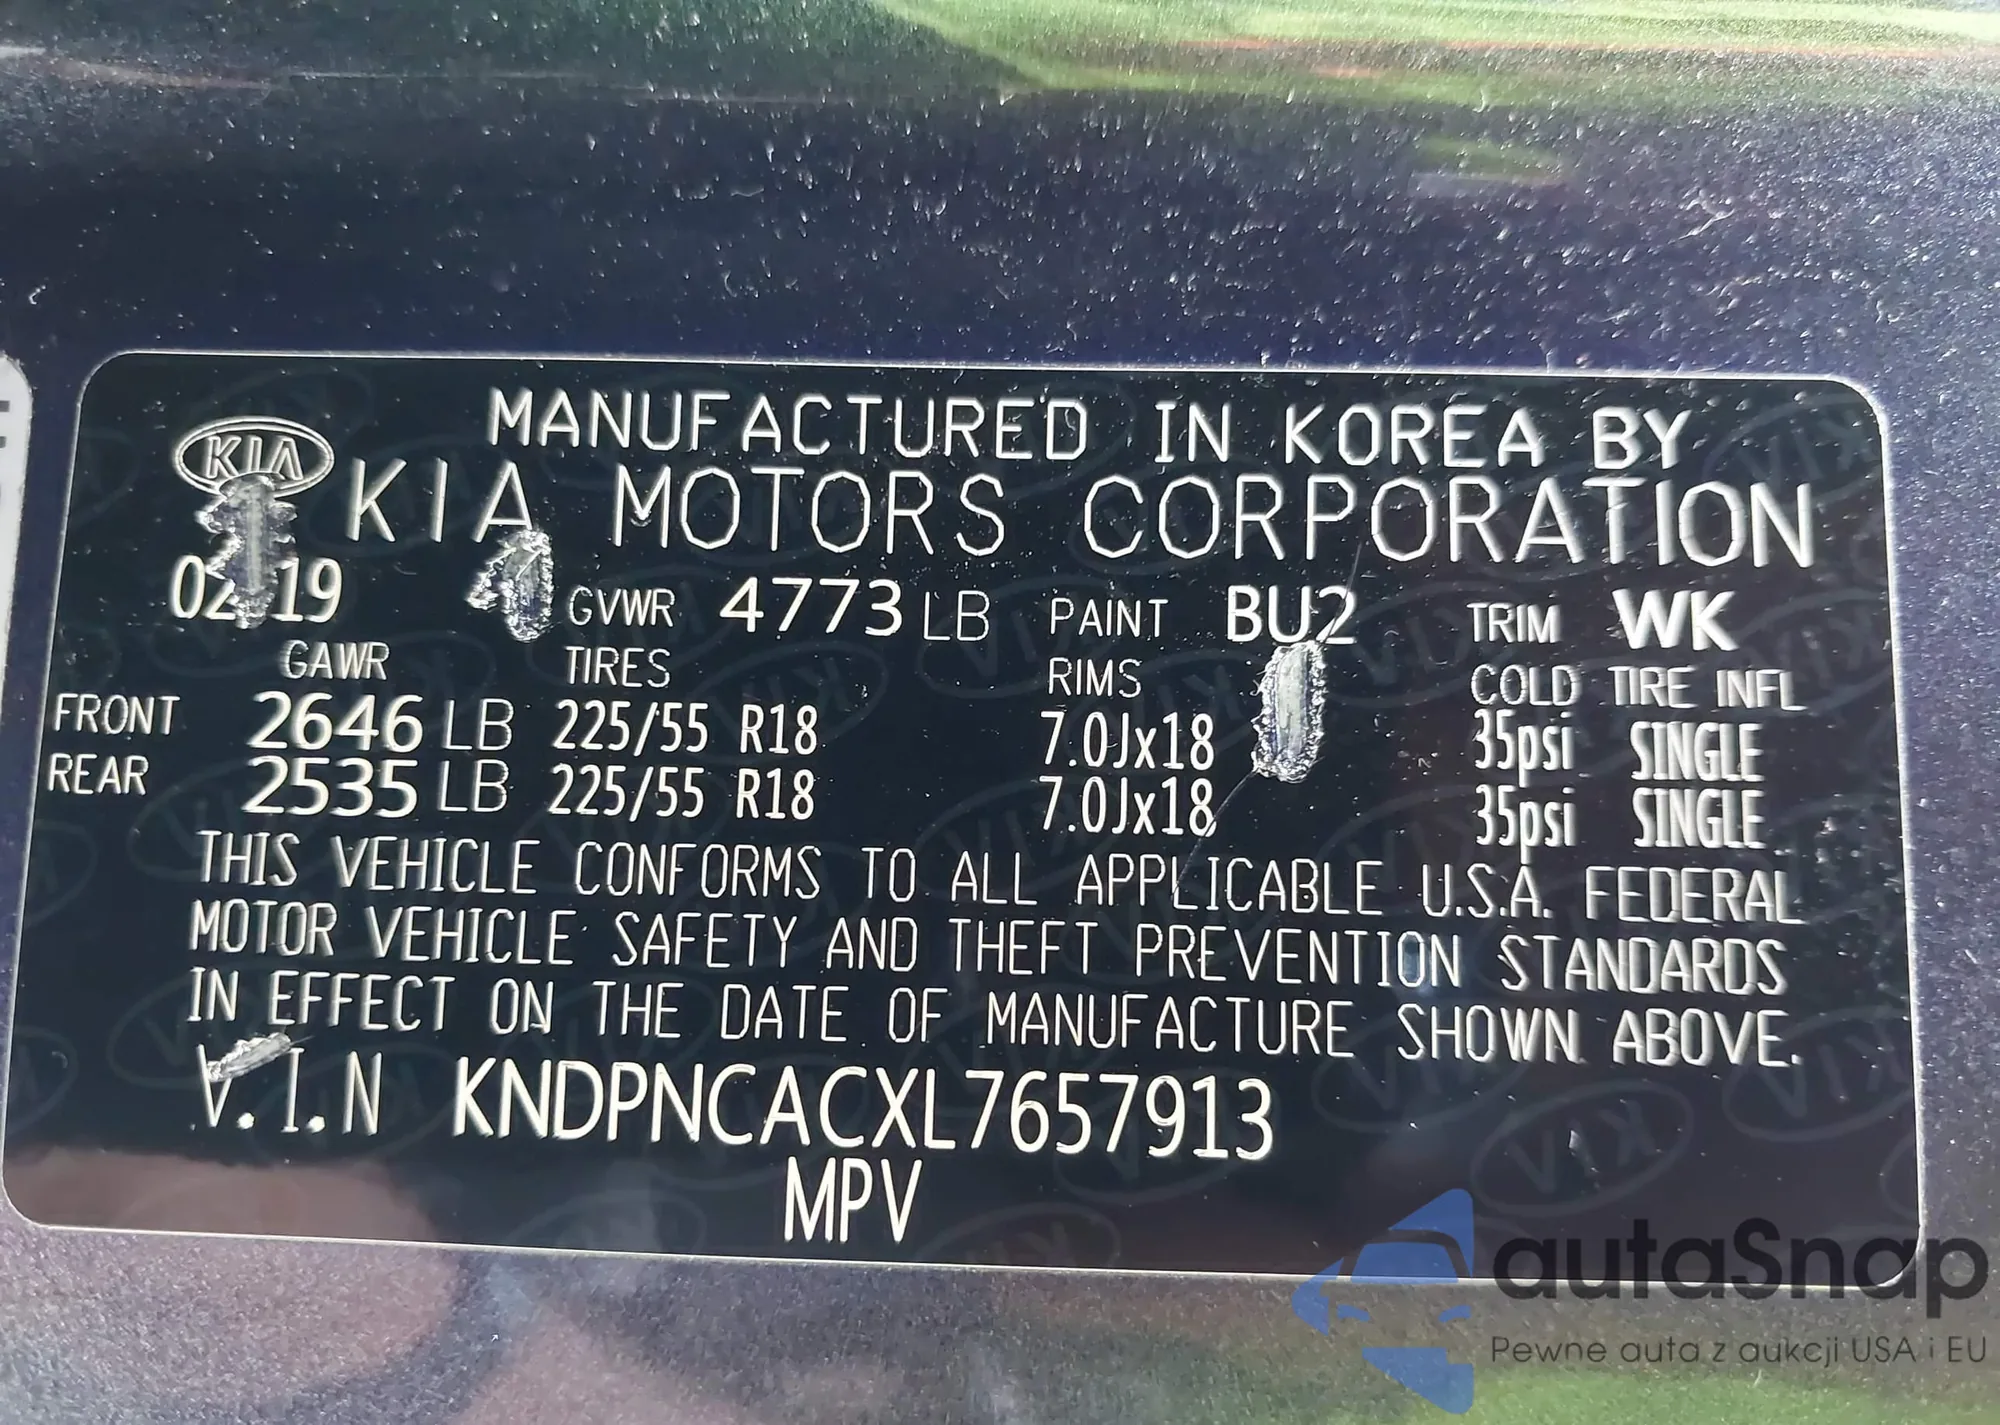 MANUFACTURED IN KOREA BY
KIA KIA MOTORS CORPORATION
19 GVWR 4773 LB PAINT BU2 TRIM WK
GAWR TIRES RIMS COLD TIRE INFL
FRONT 2646 LB 225/55 R18 7.0Jx18 35psi SINGLE
REAR 2535 LB 225/55 R18 7.0Jx18 35psi SINGLE
THIS VEHICLE CONFORMS TO ALL APPLICABLE U.S.A. FEDERAL
MOTOR VEHICLE SAFETY AND THEFT PREVENTION STANDARDS
IN EFFECT ON THE DATE OF MANUFACTURE SHOWN ABOVE.
V.I.N KNDPNCACXL7657913
MPV
autaSnap
Pewne auta z aukcji USA i EU